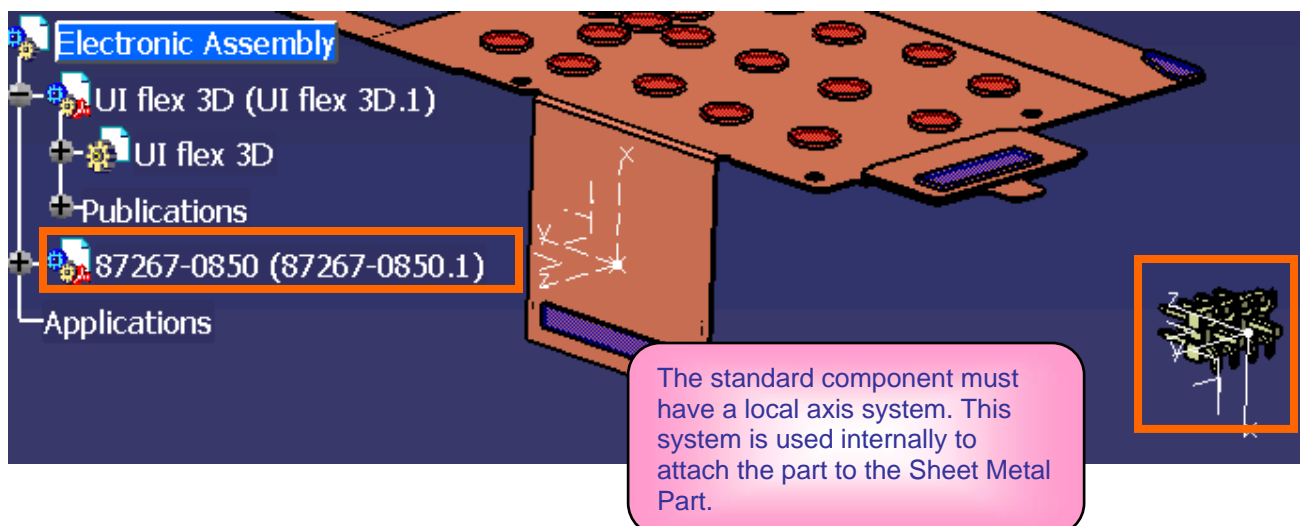 Electronic Assembly
UI flex 3D (UI flex 3D.1)
UI flex 3D
Publications
87267-0850 (87267-0850.1)
Applications
x
y
z
z
y
x
The standard component must
have a local axis system. This
system is used internally to
attach the part to the Sheet Metal
Part.